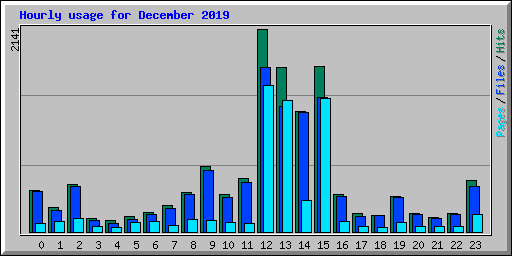 Hourly usage for December 2019
2141
Pages/Files/Hits
0 1 2 3 4 5 6 7 8 9 10 11 12 13 14 15 16 17 18 19 20 21 22 23